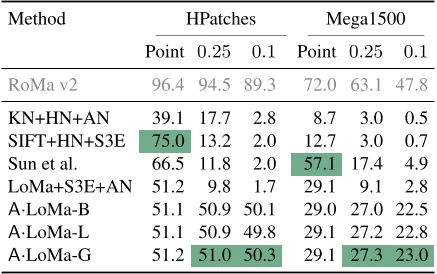 Method HPatches Mega1500
Point 0.25 0.1 Point 0.25 0.1
RoMa v2 96.4 94.5 89.3 72.0 63.1 47.8
KN+HN+AN 39.1 17.7 2.8 8.7 3.0 0.5
SIFT+HN+S3E 75.0 13.2 2.0 12.7 3.0 0.7
Sun et al. 66.5 11.8 2.0 57.1 17.4 4.9
LoMa+S3E+AN 51.2 9.8 1.7 29.1 9.1 2.8
A·LoMa-B 51.1 50.9 50.1 29.0 27.0 22.5
A·LoMa-L 51.1 50.9 49.8 29.1 27.2 22.8
A·LoMa-G 51.2 51.0 50.3 29.1 27.3 23.0